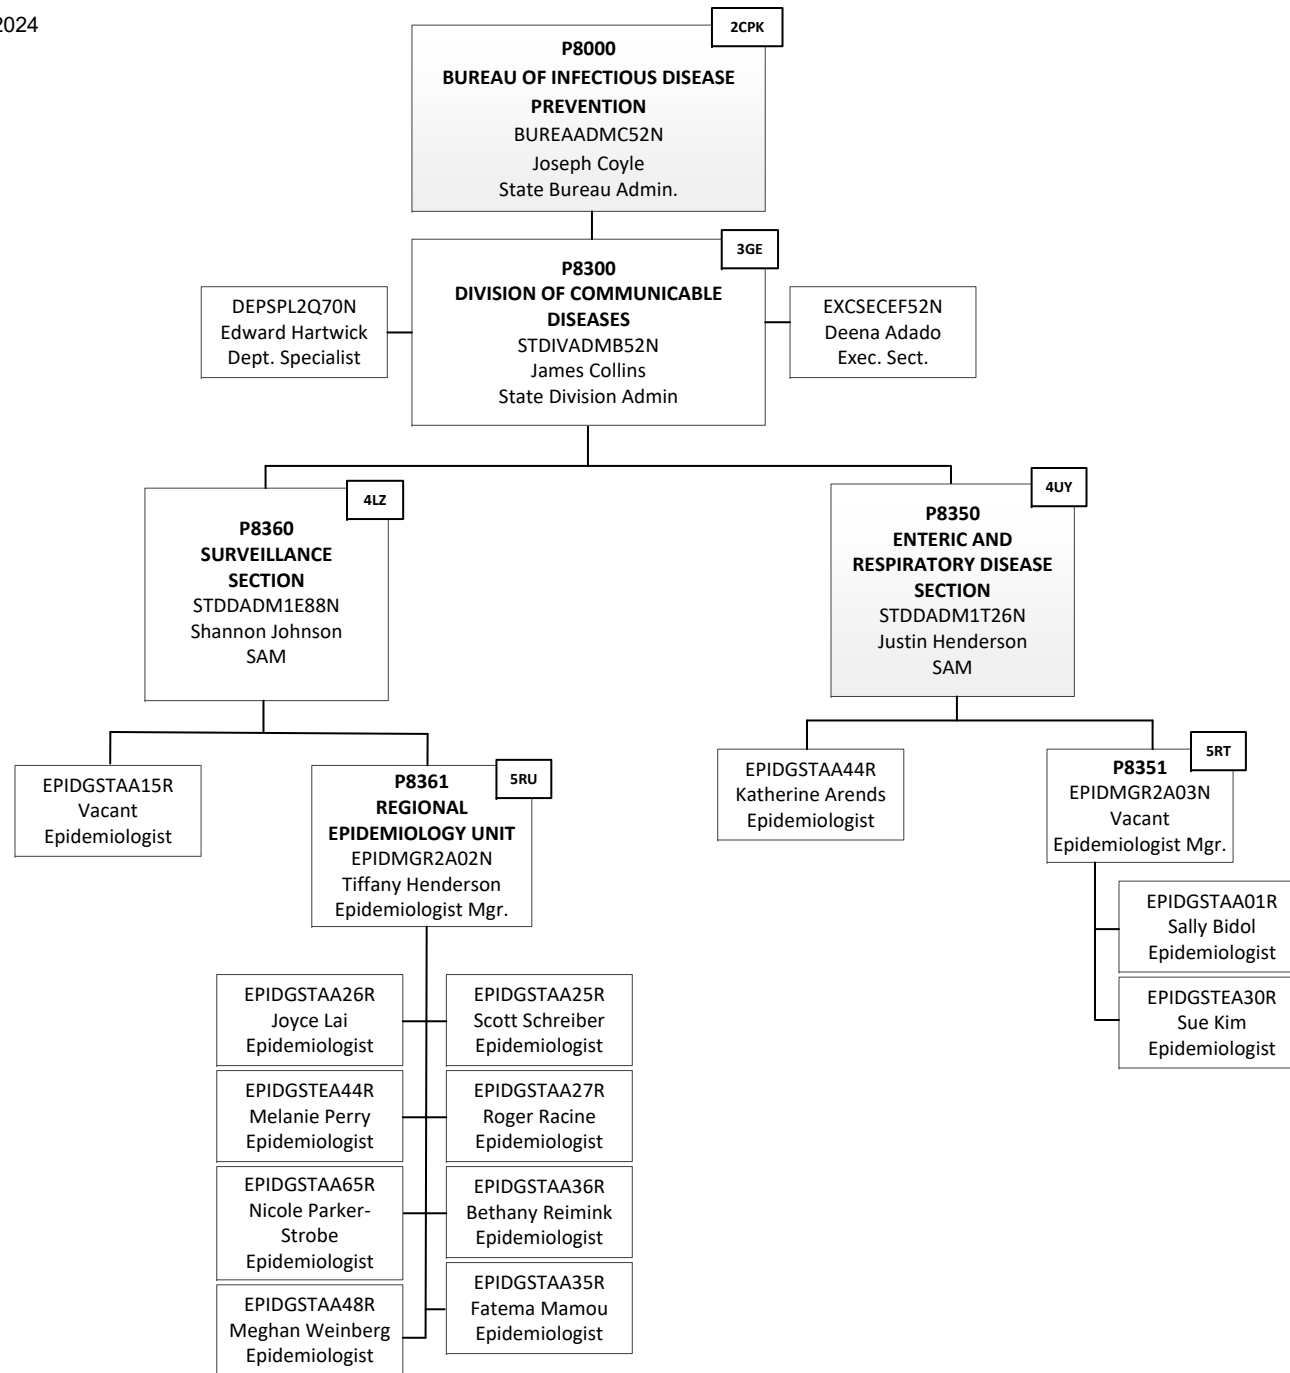 2024
2CPK
P8000
BUREAU OF INFECTIOUS DISEASE
PREVENTION
BUREAADMC52N
Joseph Coyle
State Bureau Admin.
3GE
P8300
DIVISION OF COMMUNICABLE
DISEASES
STDIVADMB52N
James Collins
State Division Admin
DEPSPL2Q70N
Edward Hartwick
Dept. Specialist
EXCSECEF52N
Deena Adado
Exec. Sect.
4LZ
P8360
SURVEILLANCE
SECTION
STDDADM1E88N
Shannon Johnson
SAM
4UY
P8350
ENTERIC AND
RESPIRATORY DISEASE
SECTION
STDDADM1T26N
Justin Henderson
SAM
EPIDGSTAA15R
Vacant
Epidemiologist
5RU
P8361
REGIONAL
EPIDEMIOLOGY UNIT
EPIDMGR2A02N
Tiffany Henderson
Epidemiologist Mgr.
EPIDGSTAA44R
Katherine Arends
Epidemiologist
5RT
P8351
EPIDMGR2A03N
Vacant
Epidemiologist Mgr.
EPIDGSTAA01R
Sally Bidol
Epidemiologist
EPIDGSTEA30R
Sue Kim
Epidemiologist
EPIDGSTAA26R
Joyce Lai
Epidemiologist
EPIDGSTAA25R
Scott Schreiber
Epidemiologist
EPIDGSTEA44R
Melanie Perry
Epidemiologist
EPIDGSTAA27R
Roger Racine
Epidemiologist
EPIDGSTAA65R
Nicole Parker-
Strobe
Epidemiologist
EPIDGSTAA36R
Bethany Reimink
Epidemiologist
EPIDGSTAA48R
Meghan Weinberg
Epidemiologist
EPIDGSTAA35R
Fatema Mamou
Epidemiologist